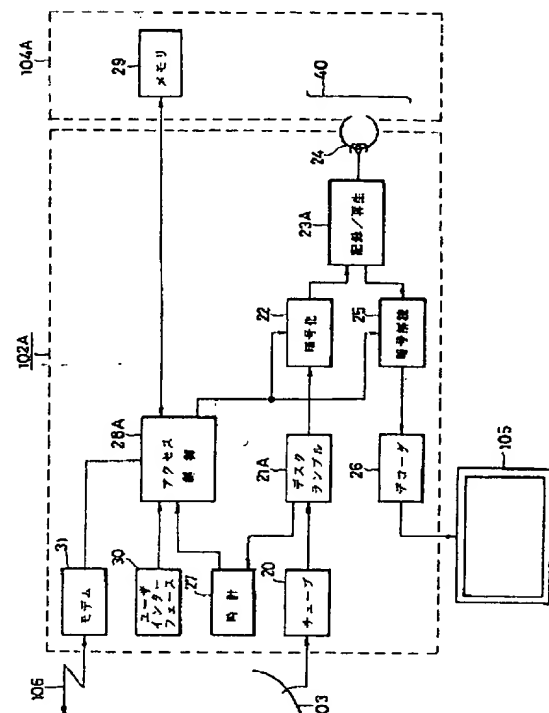 104A
29
メモリ
40
24
102A
23A
記録/再生
22
暗号化
25
暗号解読
28A
アクセス
制御
21A
デスク
ランブル
26
デコーダ
31
モデム
30
ユーザ
インター
フェース
27
時計
20
チューブ
105
106
103